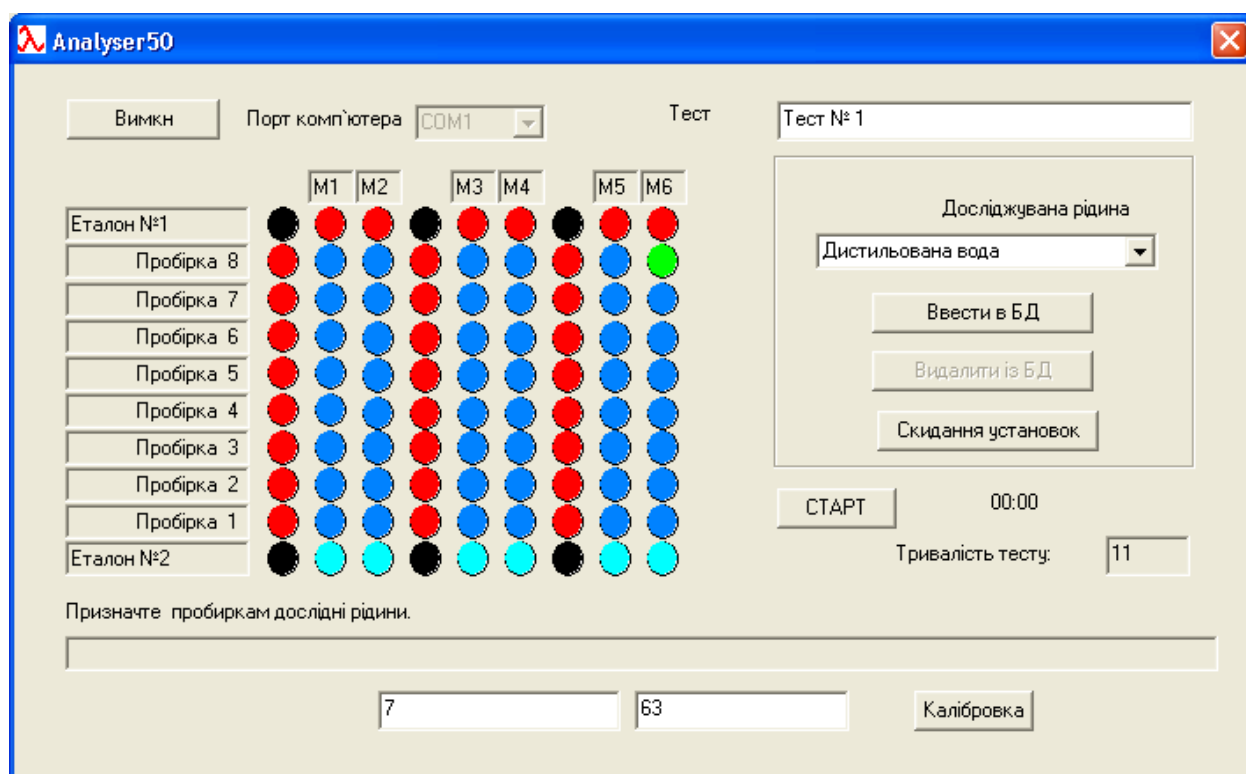 Analyser50
Вимкн Порт комп`ютера COM1 Тест Тест № 1
M1 M2 M3 M4 M5 M6
Еталон №1
Досліджувана рідина
Пробірка 8
Дистильована вода
Пробірка 7
Ввести в БД
Пробірка 6
Пробірка 5
Видалити із БД
Пробірка 4
Скидання установок
Пробірка 3
Пробірка 2
СТАРТ 00:00
Пробірка 1
Еталон №2
Тривалість тесту: 11
Призначте пробиркам дослідні рідини.
7 63 Калібровка